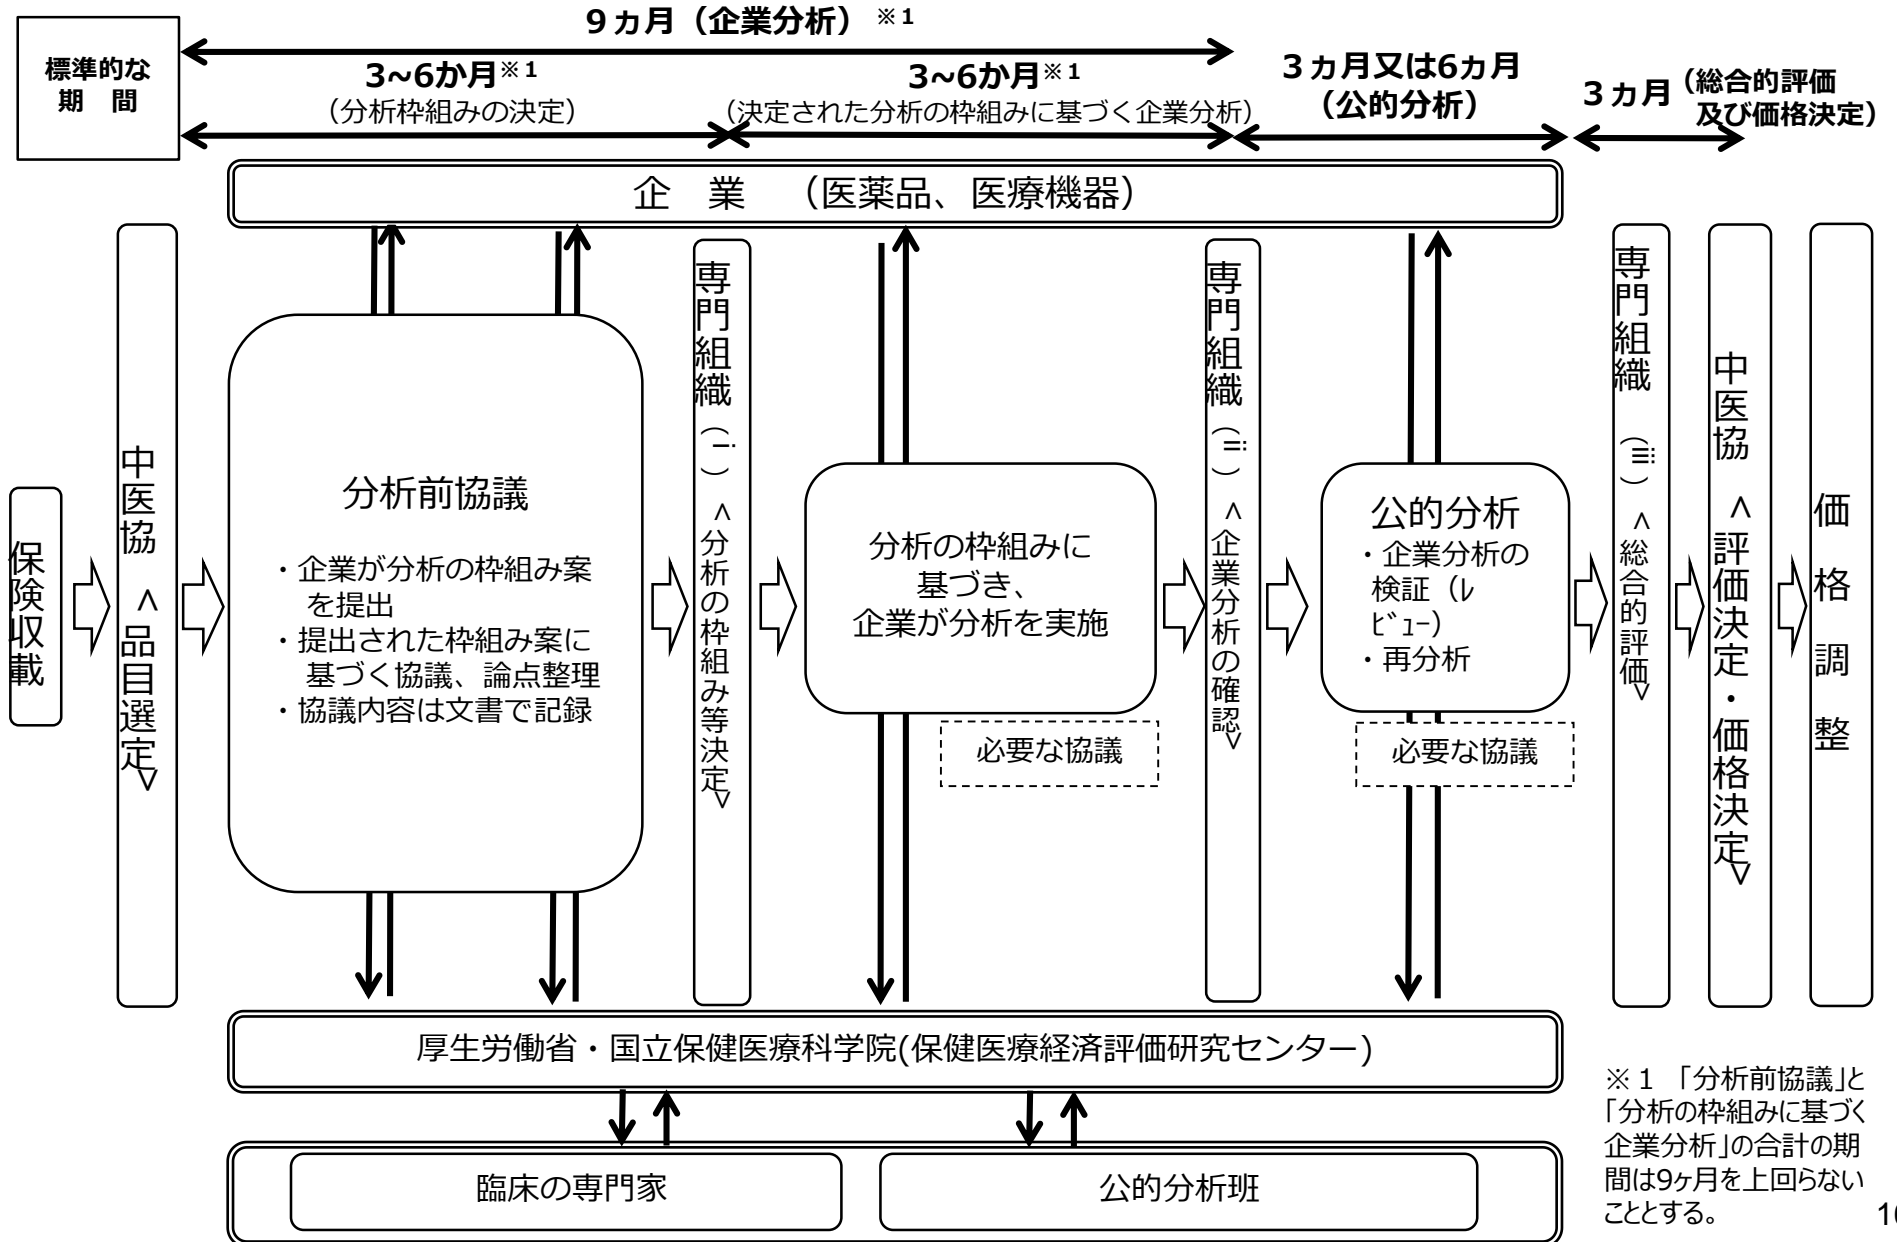 標準的な
期　間
９ヵ月（企業分析）※１
3~6か月※１
（分析枠組みの決定）
3~6か月※１
（決定された分析の枠組みに基づく企業分析）
３ヵ月又は6ヵ月
（公的分析）
３ヵ月（総合的評価
及び価格決定）
企　業　（医薬品、医療機器）
保険収載
中医協　<品目選定>
分析前協議
・企業が分析の枠組み案
を提出
・提出された枠組み案に
基づく協議、論点整理
・協議内容は文書で記録
専門組織（ⅰ）<分析の枠組み等決定>
分析の枠組みに
基づき、
企業が分析を実施
必要な協議
専門組織（ⅱ）<企業分析の確認>
公的分析
・企業分析の
検証（ﾚ
ﾋﾞｭｰ）
・再分析
必要な協議
専門組織　（ⅲ）<総合的評価>
中医協　<評価決定・価格決定>
価　格　調　整
厚生労働省・国立保健医療科学院(保健医療経済評価研究センター)
臨床の専門家
公的分析班
※１　「分析前協議」と
「分析の枠組みに基づく
企業分析」の合計の期
間は9ヶ月を上回らない
こととする。